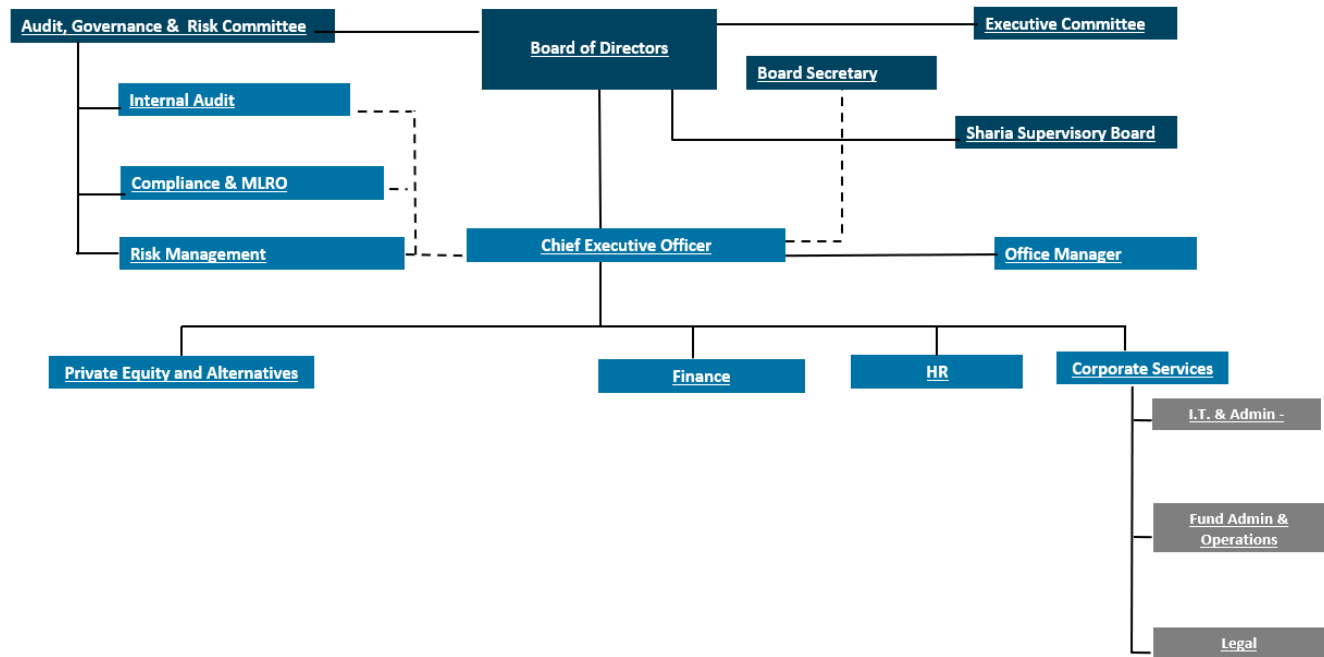 Audit, Governance & Risk Committee
Board of Directors
Executive Committee
Board Secretary
Internal Audit
Sharia Supervisory Board
Compliance & MLRO
Chief Executive Officer
Risk Management
Office Manager
Private Equity and Alternatives
Finance
HR
Corporate Services
I.T. & Admin -
Fund Admin &
Operations
Legal